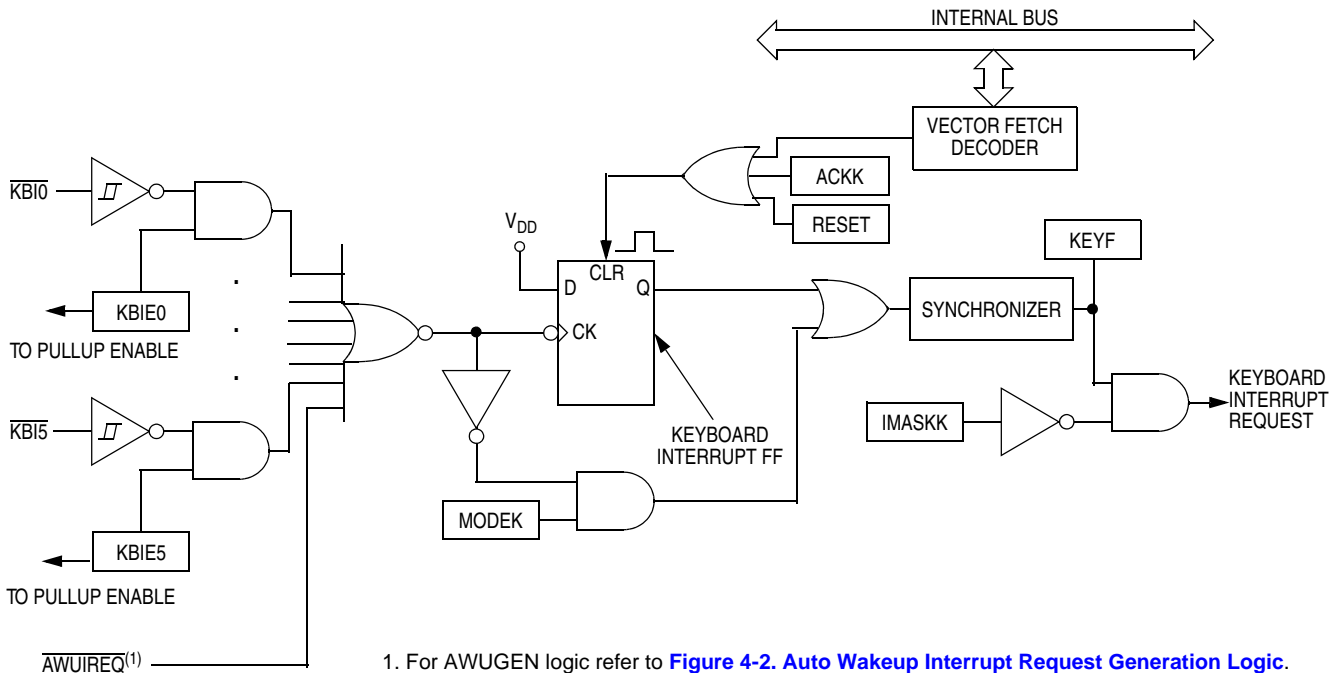 INTERNAL BUS
VECTOR FETCH
DECODER
ACKK
RESET
KBI0
VDD
KEYF
CLR
D
Q
CK
SYNCHRONIZER
KBIE0
TO PULLUP ENABLE
KBI5
KEYBOARD
INTERRUPT FF
IMASKK
KEYBOARD
INTERRUPT
REQUEST
MODEK
KBIE5
TO PULLUP ENABLE
AWUIREQ(1)
1. For AWUGEN logic refer to Figure 4-2. Auto Wakeup Interrupt Request Generation Logic.